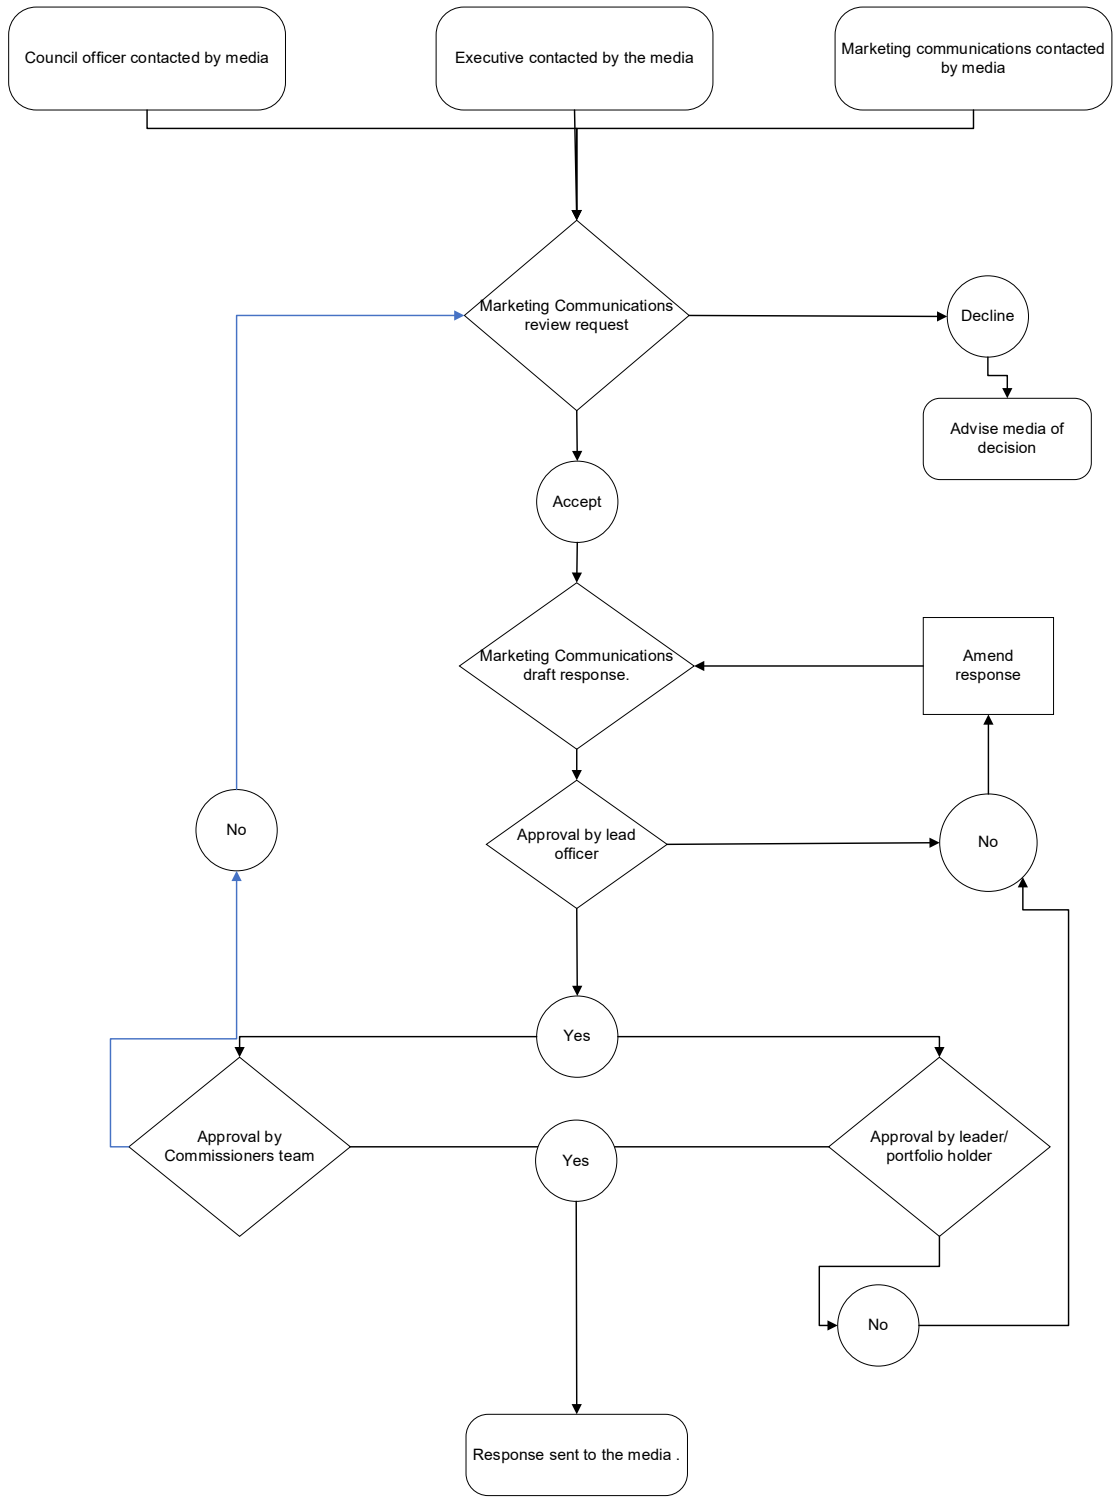 Council officer contacted by media
Executive contacted by the media
Marketing communications contacted
by media
Marketing Communications
review request
Decline
Advise media of
decision
Accept
Marketing Communications
draft response.
Amend
response
No
Approval by lead
officer
No
Yes
Approval by
Commissioners team
Yes
Approval by leader/
portfolio holder
No
Response sent to the media .